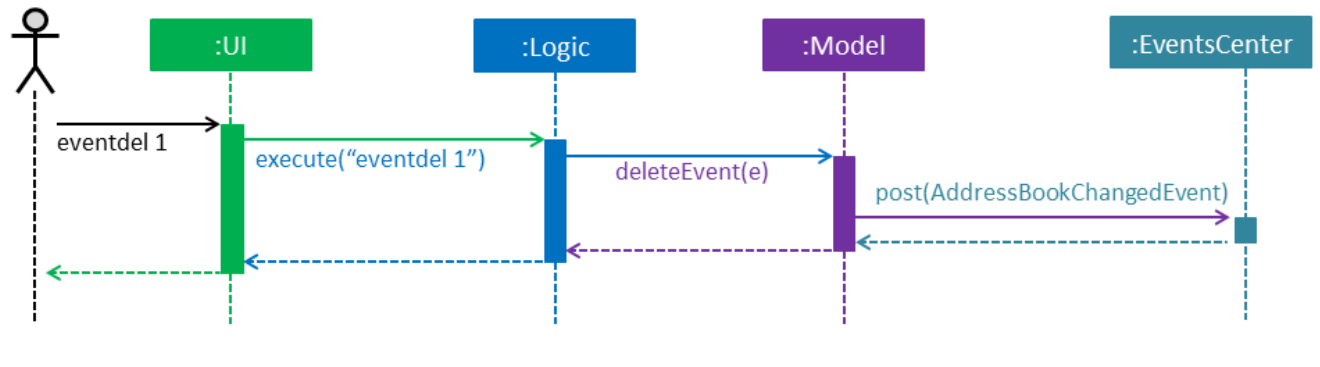 :UI
:Logic
:Model
:EventsCenter
eventdel 1
execute(“eventdel 1”)
deleteEvent(e)
post(AddressBookChangedEvent)